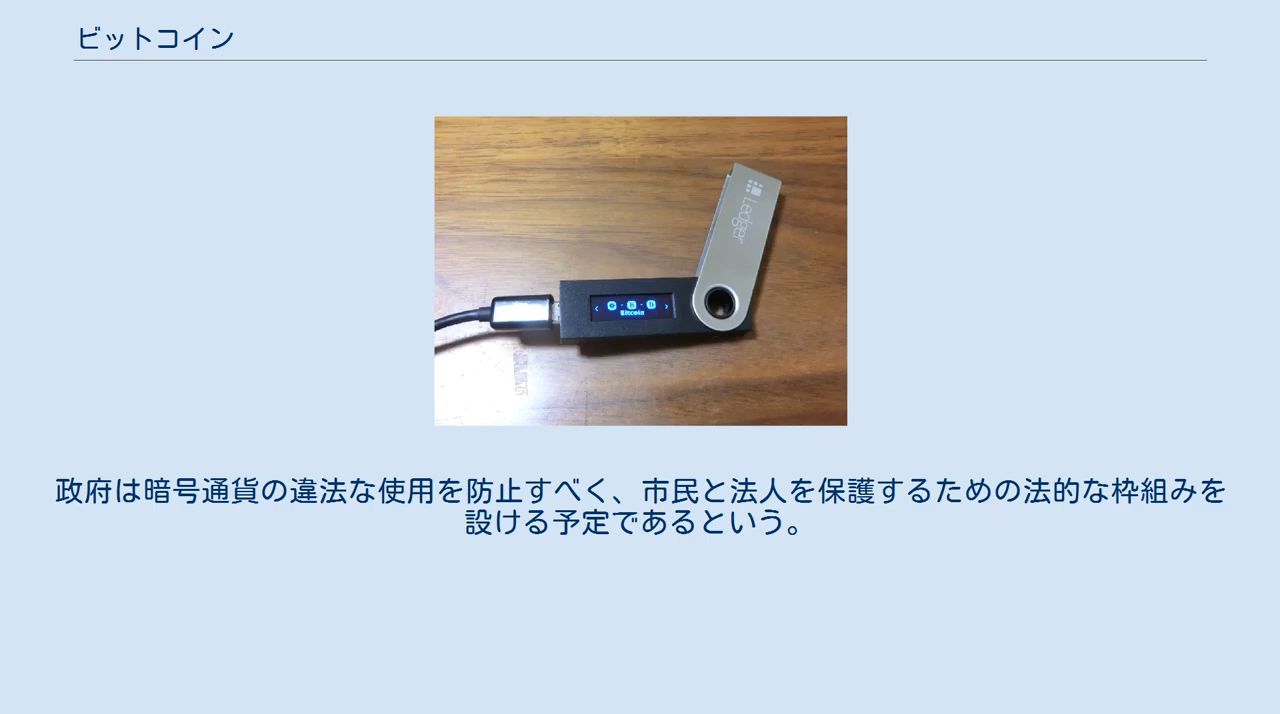 ビットコイン
Ledger
Bitcoin
政府は暗号通貨の違法な使用を防止すべく、市民と法人を保護するための法的な枠組みを
設ける予定であるという。